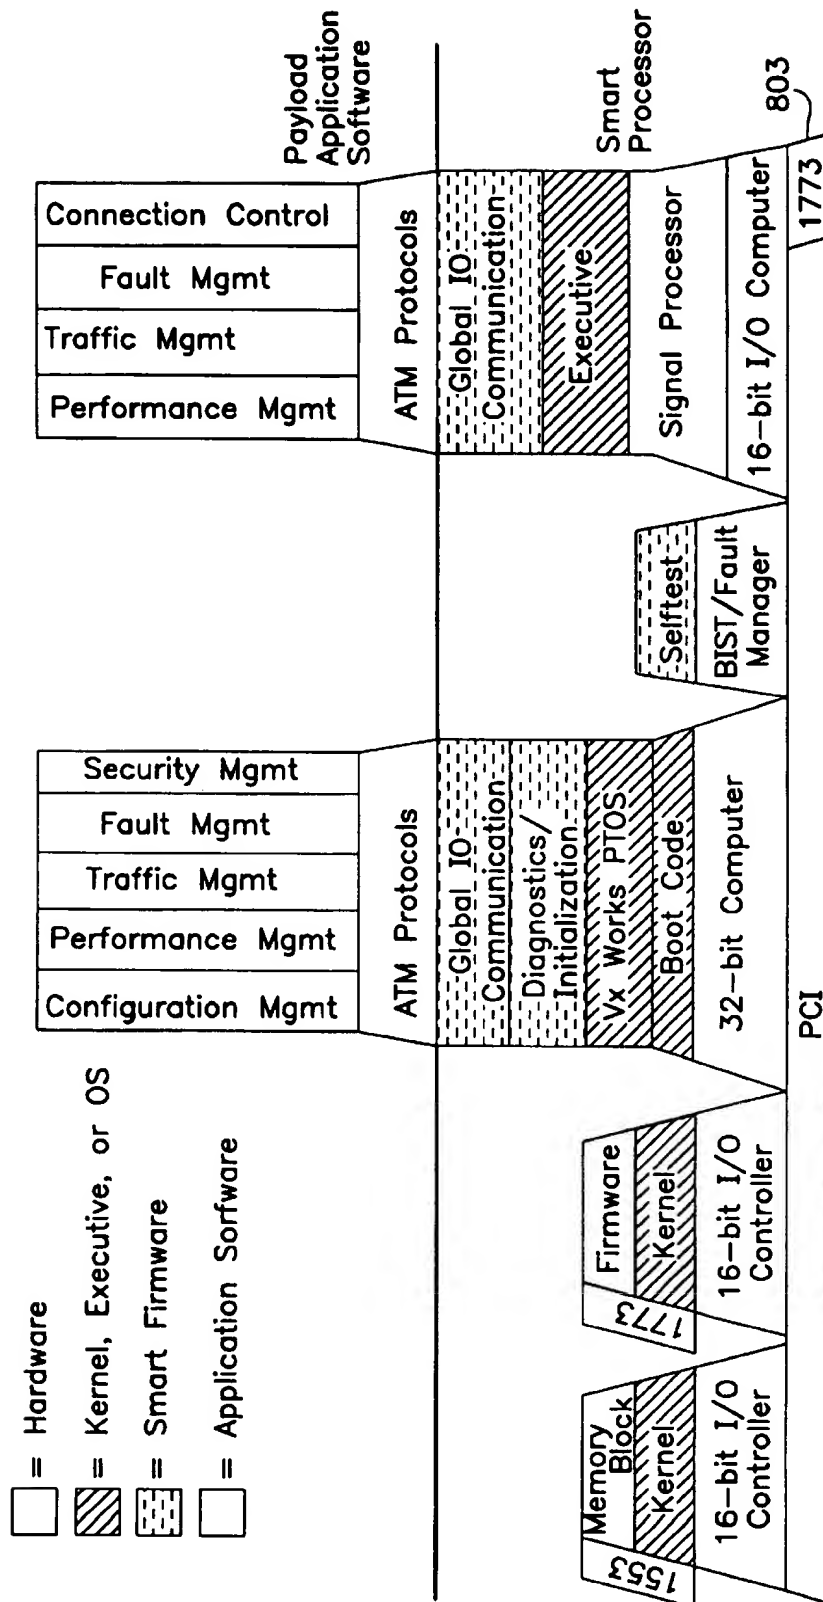 = Hardware
= Kernel, Executive, or OS
= Smart Firmware
= Application Sorfware
Configuration Mgmt
Performance Mgmt
Traffic Mgmt
Fault Mgmt
Security Mgmt
ATM Protocols
Global IO
Communication
Diagnostics/
Initialization
Vx Works PTOS
Boot Code
32-bit Computer
Performance Mgmt
Traffic Mgmt
Fault Mgmt
Connection Control
ATM Protocols
Global IO
Communication
Executive
Signal Processor
16-bit I/O Computer
1773
Payload
Application
Software
Smart
Processor
803
1553
Memory
Block
Kernel
16-bit I/O
Controller
1773
Firmware
Kernel
16-bit I/O
Controller
Selftest
BIST/Fault
Manager
PCI